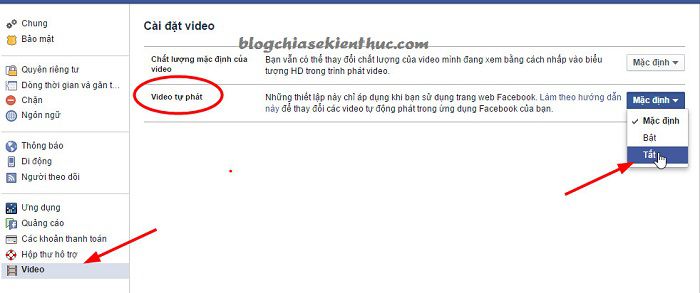 Chung
Bảo mật
Quyền riêng tư
Dòng thời gian và gắn t...
Chặn
Ngôn ngữ
Thông báo
Di động
Người theo dõi
Ứng dụng
Quảng cáo
Các khoản thanh toán
Hộp thư hỗ trợ
Video
Cài đặt video
blogchiasekienthuc.com
Chất lượng mặc định của
video
Bạn vẫn có thể thay đổi chất lượng của video mình đang xem bằng cách nhấp vào biểu
tượng HD trong trình phát video.
Mặc định
Video tự phát
Những thiết lập này chỉ áp dụng khi bạn sử dụng trang web Facebook. Làm theo hướng dẫn
này để thay đổi các video tự động phát trong ứng dụng Facebook của bạn.
Mặc định
Mặc định
Bật
Tắt